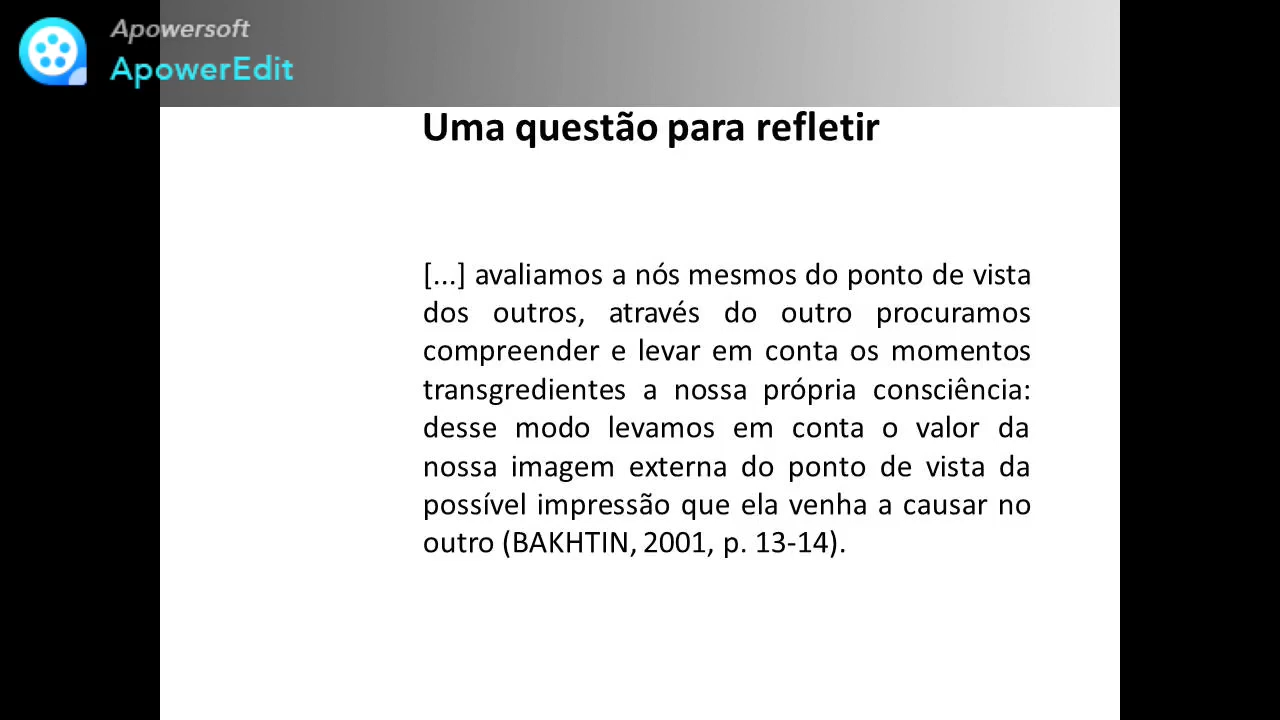 Apowersoft
ApowerEdit
Uma questão para refletir
[...] avaliamos a nós mesmos do ponto de vista
dos outros, através do outro procuramos
compreender e levar em conta os momentos
transgredientes a nossa própria consciência:
desse modo levamos em conta o valor da
nossa imagem externa do ponto de vista da
possível impressão que ela venha a causar no
outro (BAKHTIN, 2001, p. 13-14).